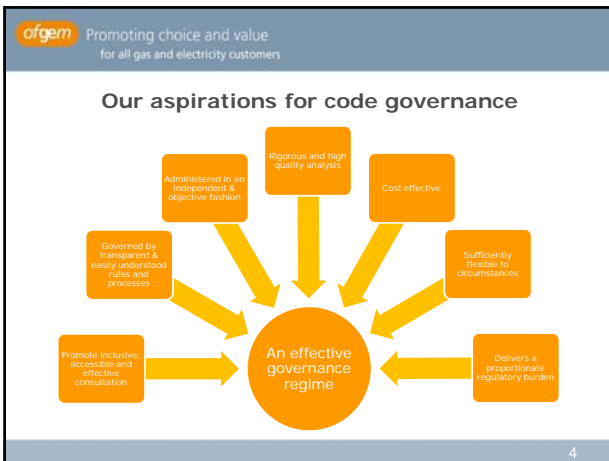 ofgem Promoting choice and value
for all gas and electricity customers
Our aspirations for code governance
Promote inclusive,
accessible and
effective
consultation
Governed by
transparent &
easily understood
rules and
processes
Administered in an
independent &
objective fashion
Rigorous and high
quality analysis
Cost effective
Sufficiently
flexible to
circumstances
Delivers a
proportionate
regulatory burden
An effective
governance
regime
4